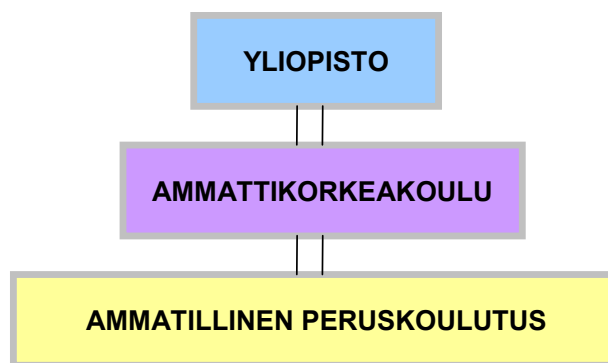 YLIOPISTO
AMMATTIKORKEAKOULU
AMMATILLINEN PERUSKOULUTUS